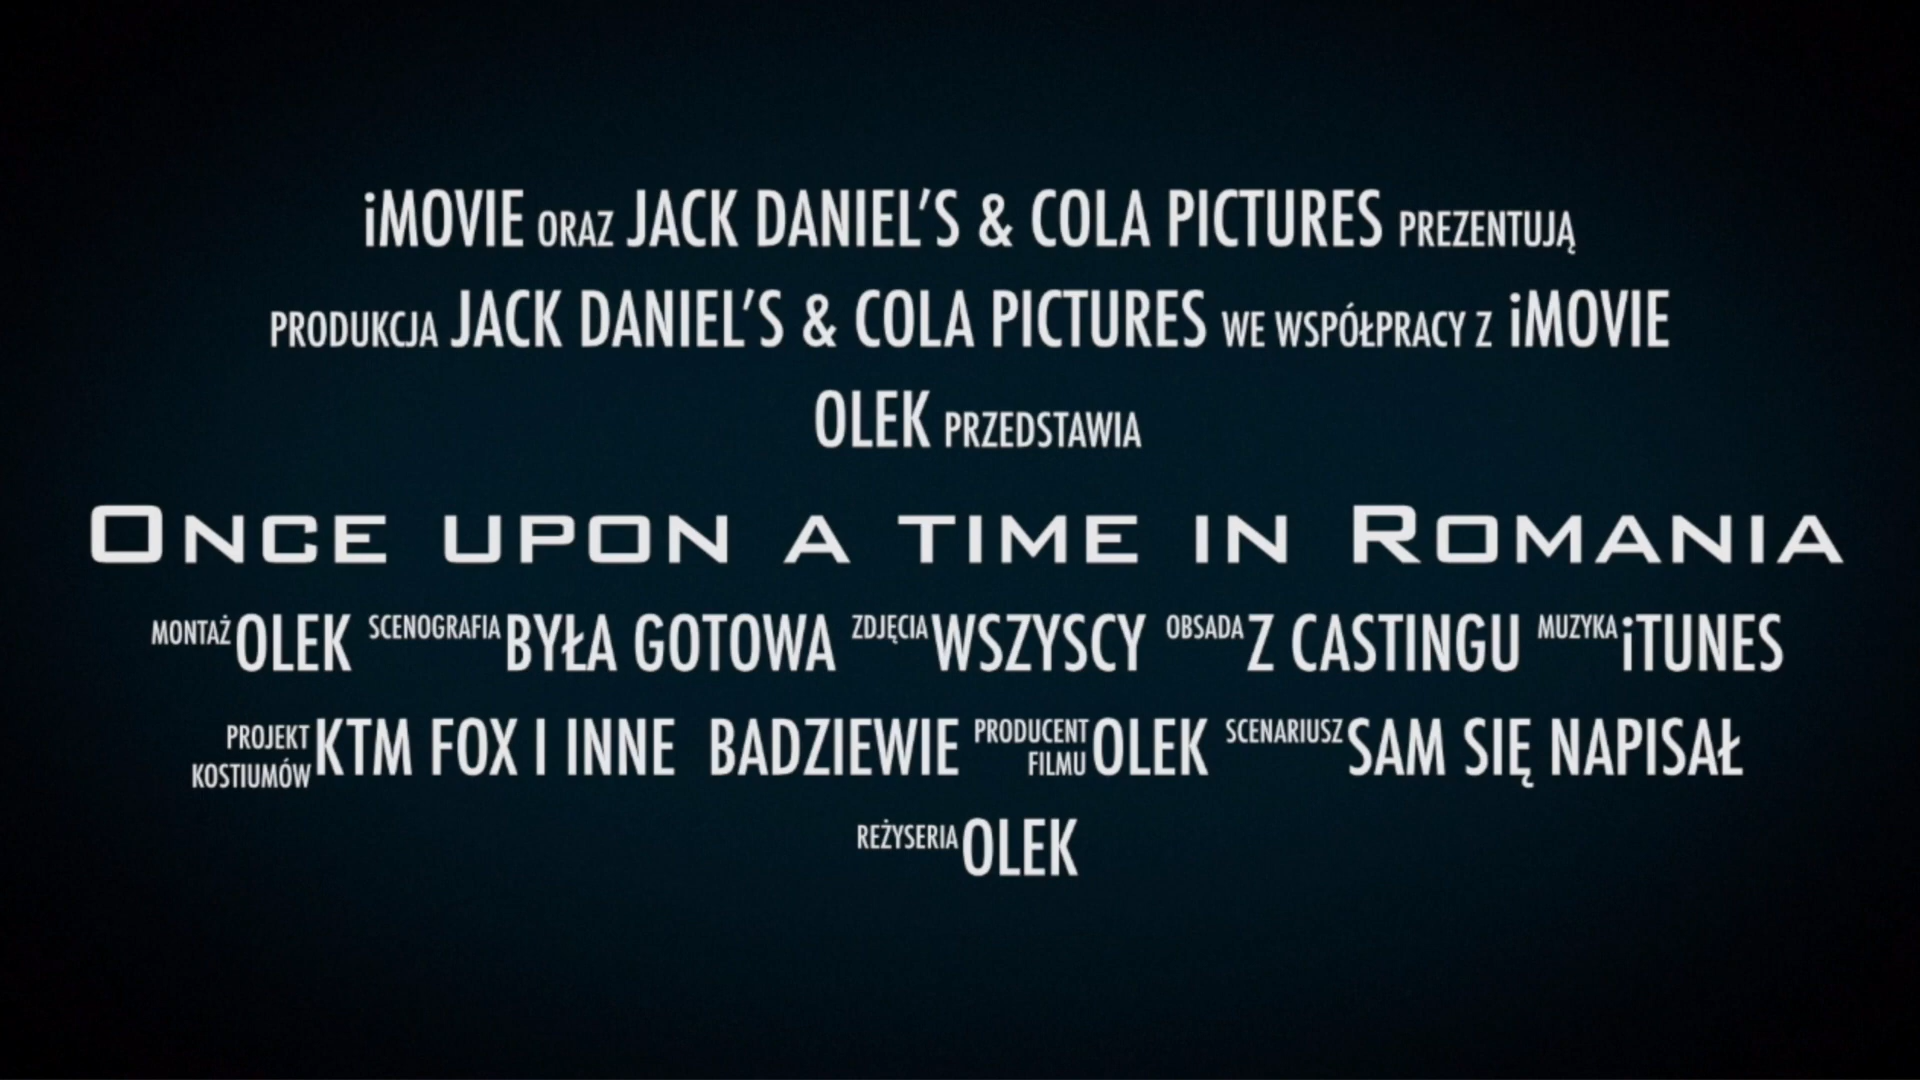 iMOVIE ORAZ JACK DANIEL'S & COLA PICTURES PREZENTUJĄ
PRODUKCJA JACK DANIEL'S & COLA PICTURES WE WSPÓŁPRACY Z iMOVIE
OLEK PRZEDSTAWIA
ONCE UPON A TIME IN ROMANIA
MONTAŻ OLEK SCENOGRAFIA BYŁA GOTOWA ZDJĘCIA WSZYSCY OBSADA Z CASTINGU MUZYKA iTUNES
PROJEKT KOSTIUMÓW KTM FOX I INNE BADZIEWIE PRODUCENT FILMU OLEK SCENARIUSZ SAM SIĘ NAPISAŁ
REŻYSERIA OLEK